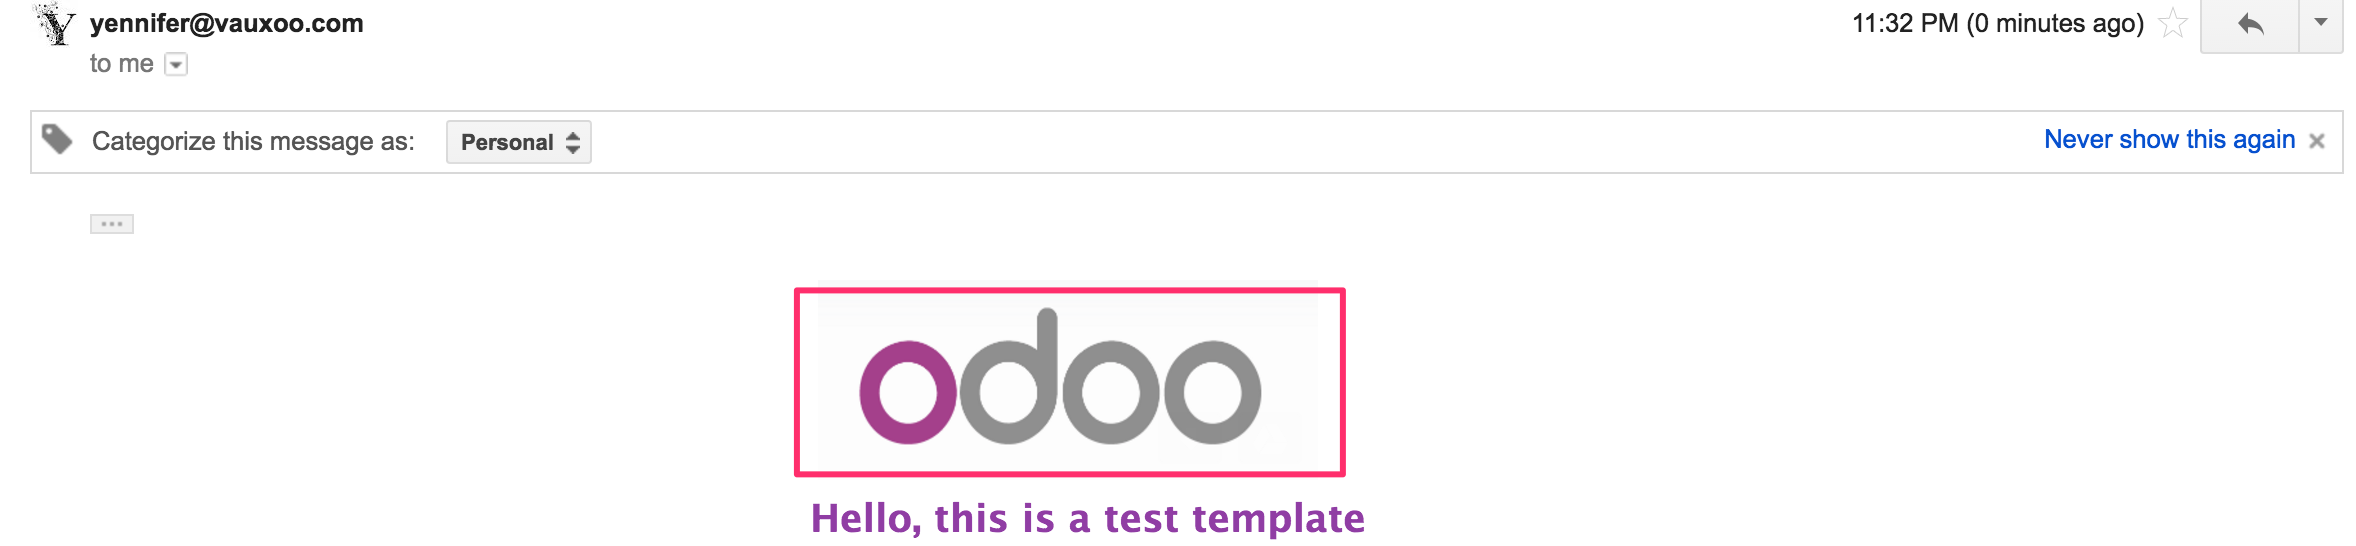 yennifer@vauxoo.com
11:32 PM (0 minutes ago)
to me
Categorize this message as:
Personal
Never show this again
odoo
Hello, this is a test template